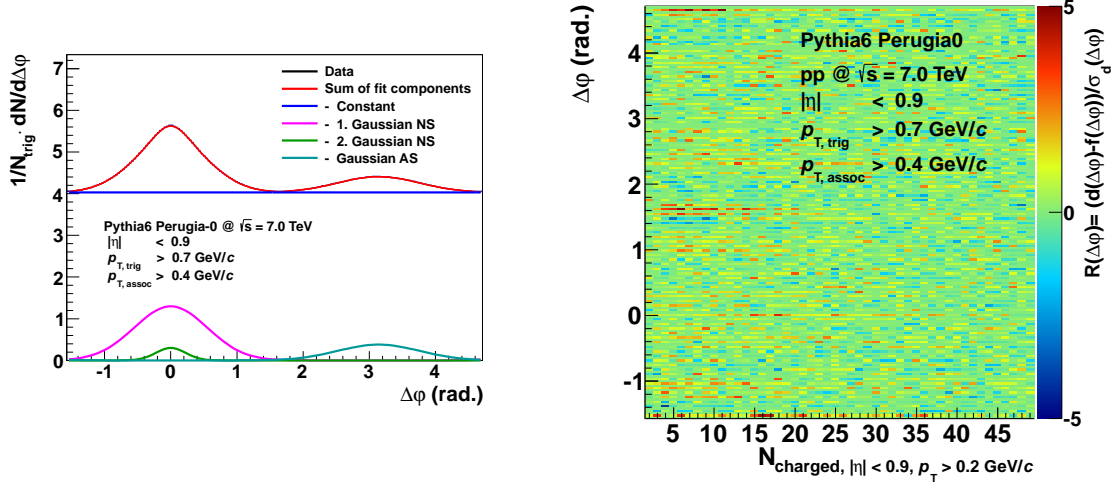 1/N_trig · dN/dΔφ
7
6
5
4
3
2
1
0
Data
Sum of fit components
- Constant
- 1. Gaussian NS
- 2. Gaussian NS
- Gaussian AS
Pythia6 Perugia-0 @ √s = 7.0 TeV
|η| < 0.9
p_T, trig > 0.7 GeV/c
p_T, assoc > 0.4 GeV/c
-1 0 1 2 3 4
Δφ (rad.)
Δφ (rad.)
4
3
2
1
0
-1
Pythia6 Perugia0
pp @ √s = 7.0 TeV
|η| < 0.9
p_T, trig > 0.7 GeV/c
p_T, assoc > 0.4 GeV/c
5 10 15 20 25 30 35 40 45
N_charged, |η| < 0.9, p_T > 0.2 GeV/c
5
0
-5
R(Δφ)= (d(Δφ)-f(Δφ))/σ_d(Δφ)